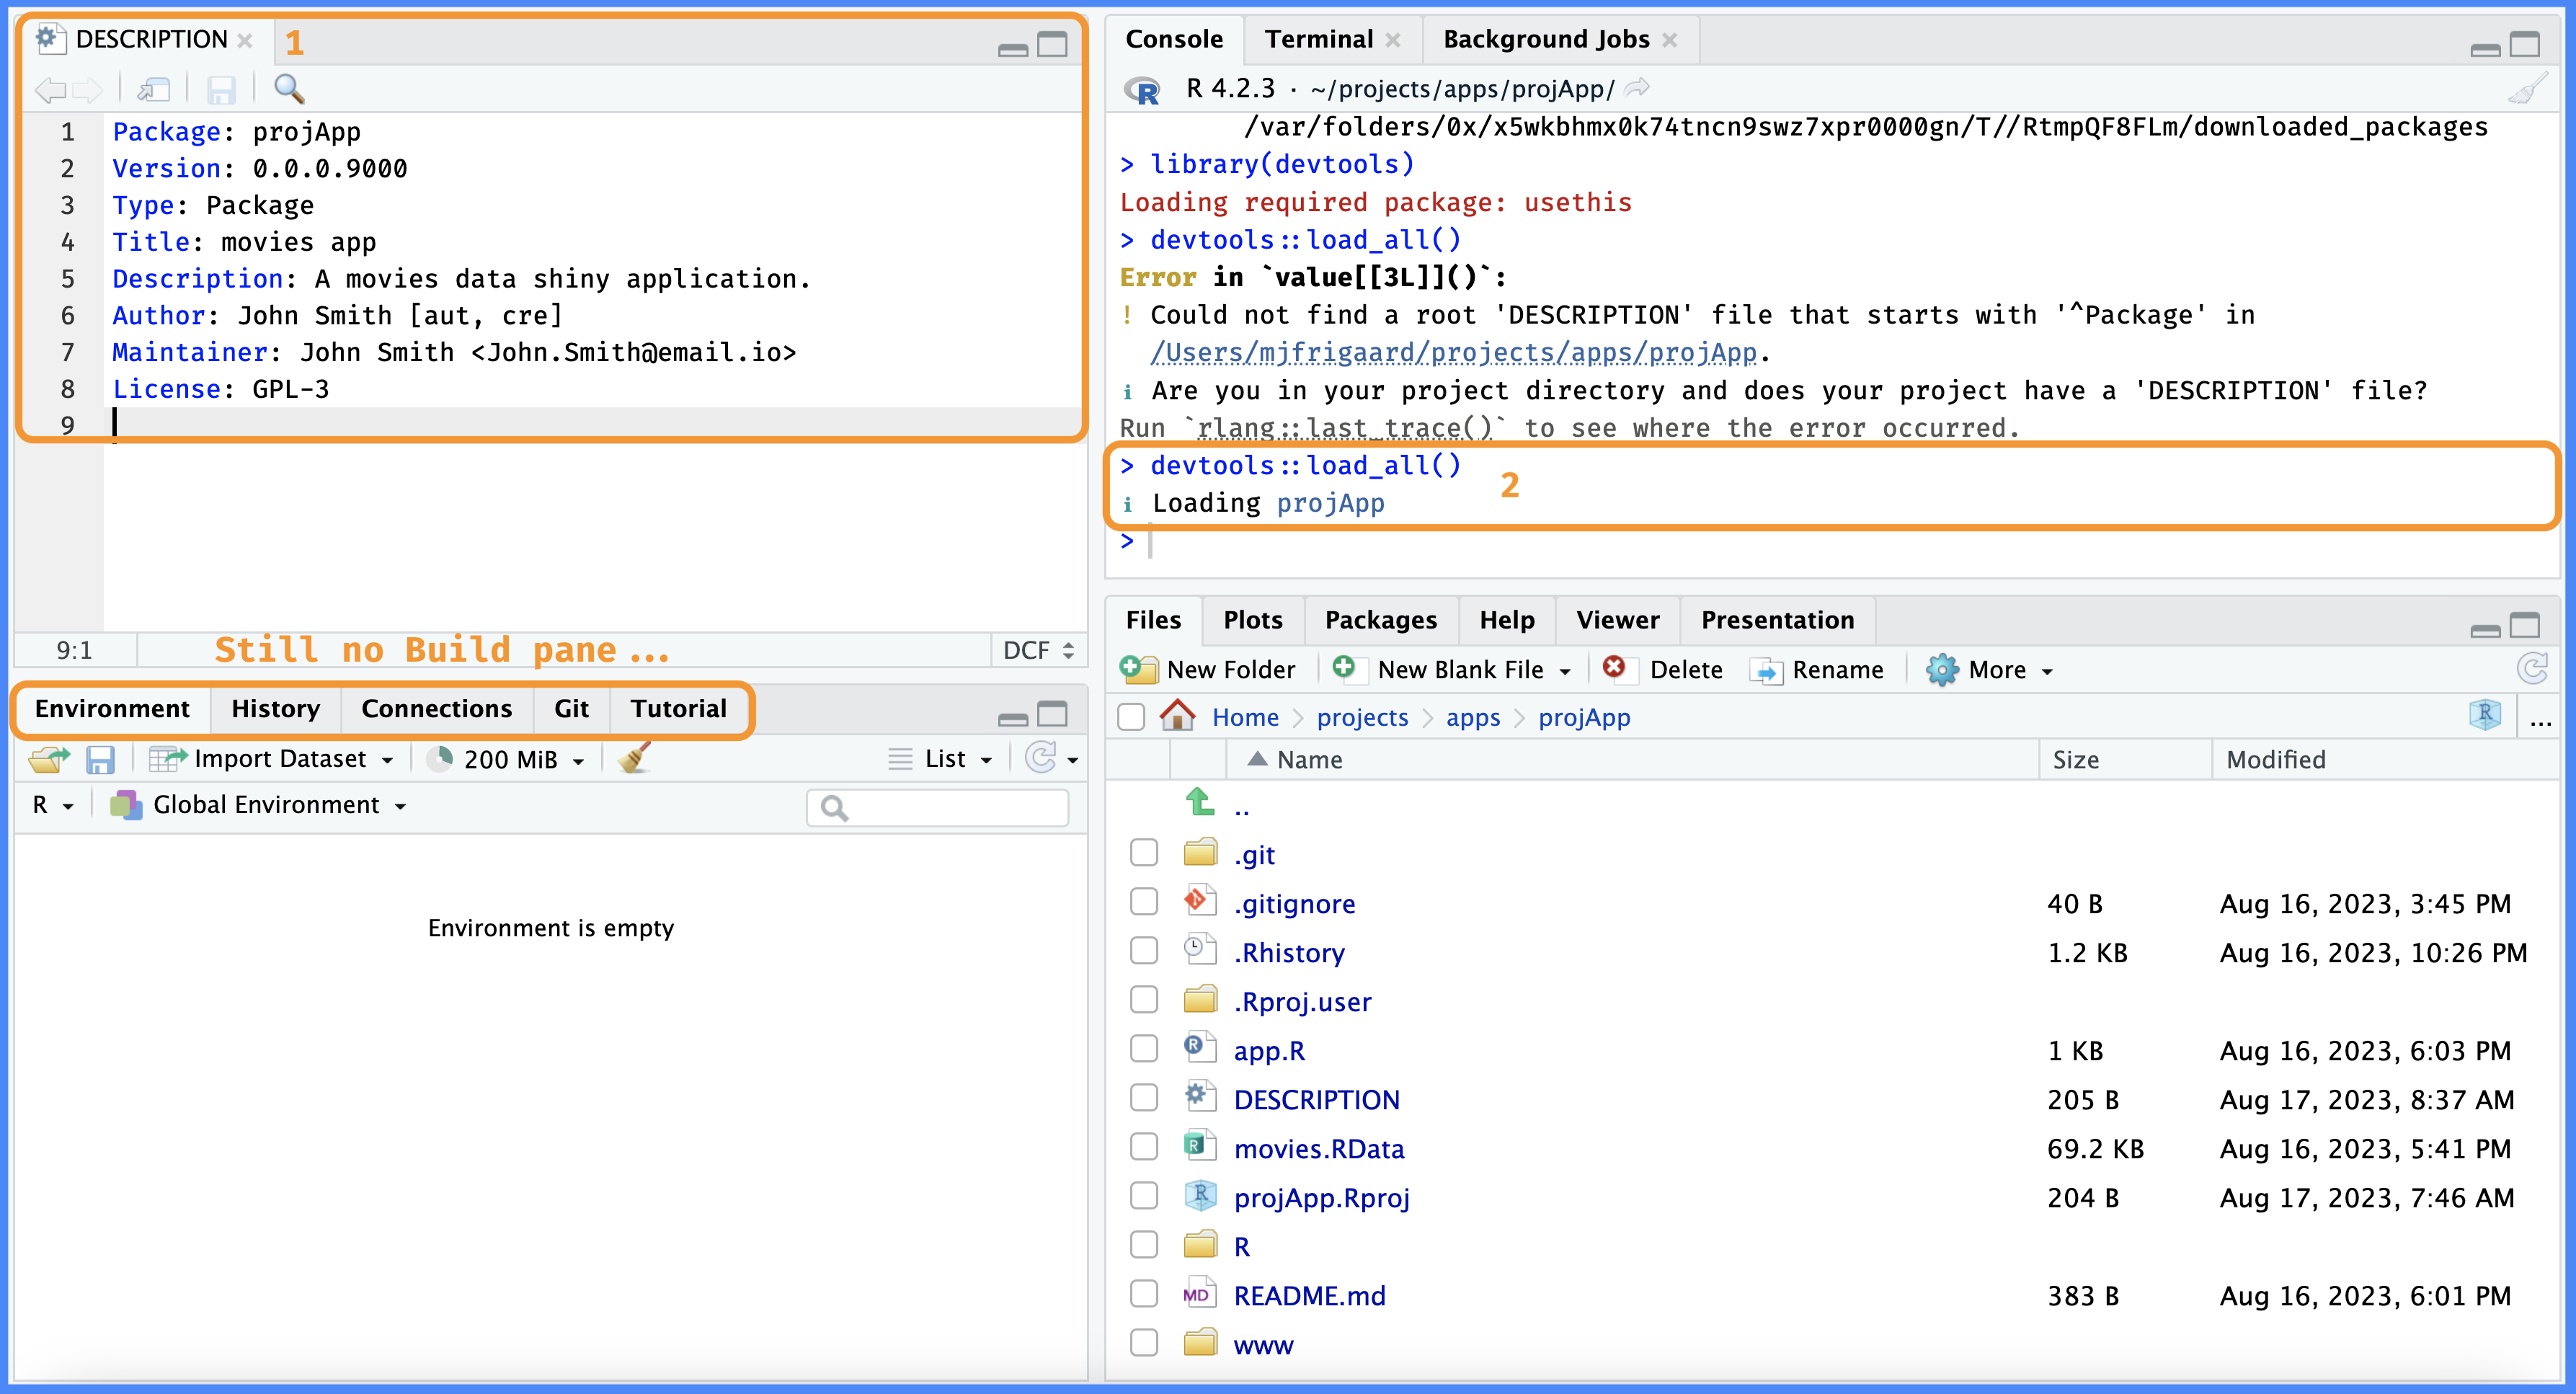 DESCRIPTION
1
1 Package: projApp
2 Version: 0.0.0.9000
3 Type: Package
4 Title: movies app
5 Description: A movies data shiny application.
6 Author: John Smith [aut, cre]
7 Maintainer: John Smith <John.Smith@email.io>
8 License: GPL-3
9
9:1
Still no Build pane ...
DCF
Environment History Connections Git Tutorial
Import Dataset 200 MiB List
R Global Environment
Environment is empty
Console Terminal Background Jobs
R 4.2.3 · ~/projects/apps/projApp/
/var/folders/0x/x5wkbhmx0k74tncn9swz7xpr0000gn/T//RtmpQF8FLm/downloaded_packages
> library(devtools)
Loading required package: usethis
> devtools::load_all()
Error in `value[[3L]]()`:
! Could not find a root 'DESCRIPTION' file that starts with '^Package' in
/Users/mjfrigaard/projects/apps/projApp.
i Are you in your project directory and does your project have a 'DESCRIPTION' file?
Run `rlang::last_trace()` to see where the error occurred.
> devtools::load_all()
2
i Loading projApp
>
Files Plots Packages Help Viewer Presentation
New Folder New Blank File Delete Rename More
Home projects apps projApp ...
Name Size Modified
..
.git
.gitignore 40 B Aug 16, 2023, 3:45 PM
.Rhistory 1.2 KB Aug 16, 2023, 10:26 PM
.Rproj.user
app.R 1 KB Aug 16, 2023, 6:03 PM
DESCRIPTION 205 B Aug 17, 2023, 8:37 AM
movies.RData 69.2 KB Aug 16, 2023, 5:41 PM
projApp.Rproj 204 B Aug 17, 2023, 7:46 AM
R
README.md 383 B Aug 16, 2023, 6:01 PM
www